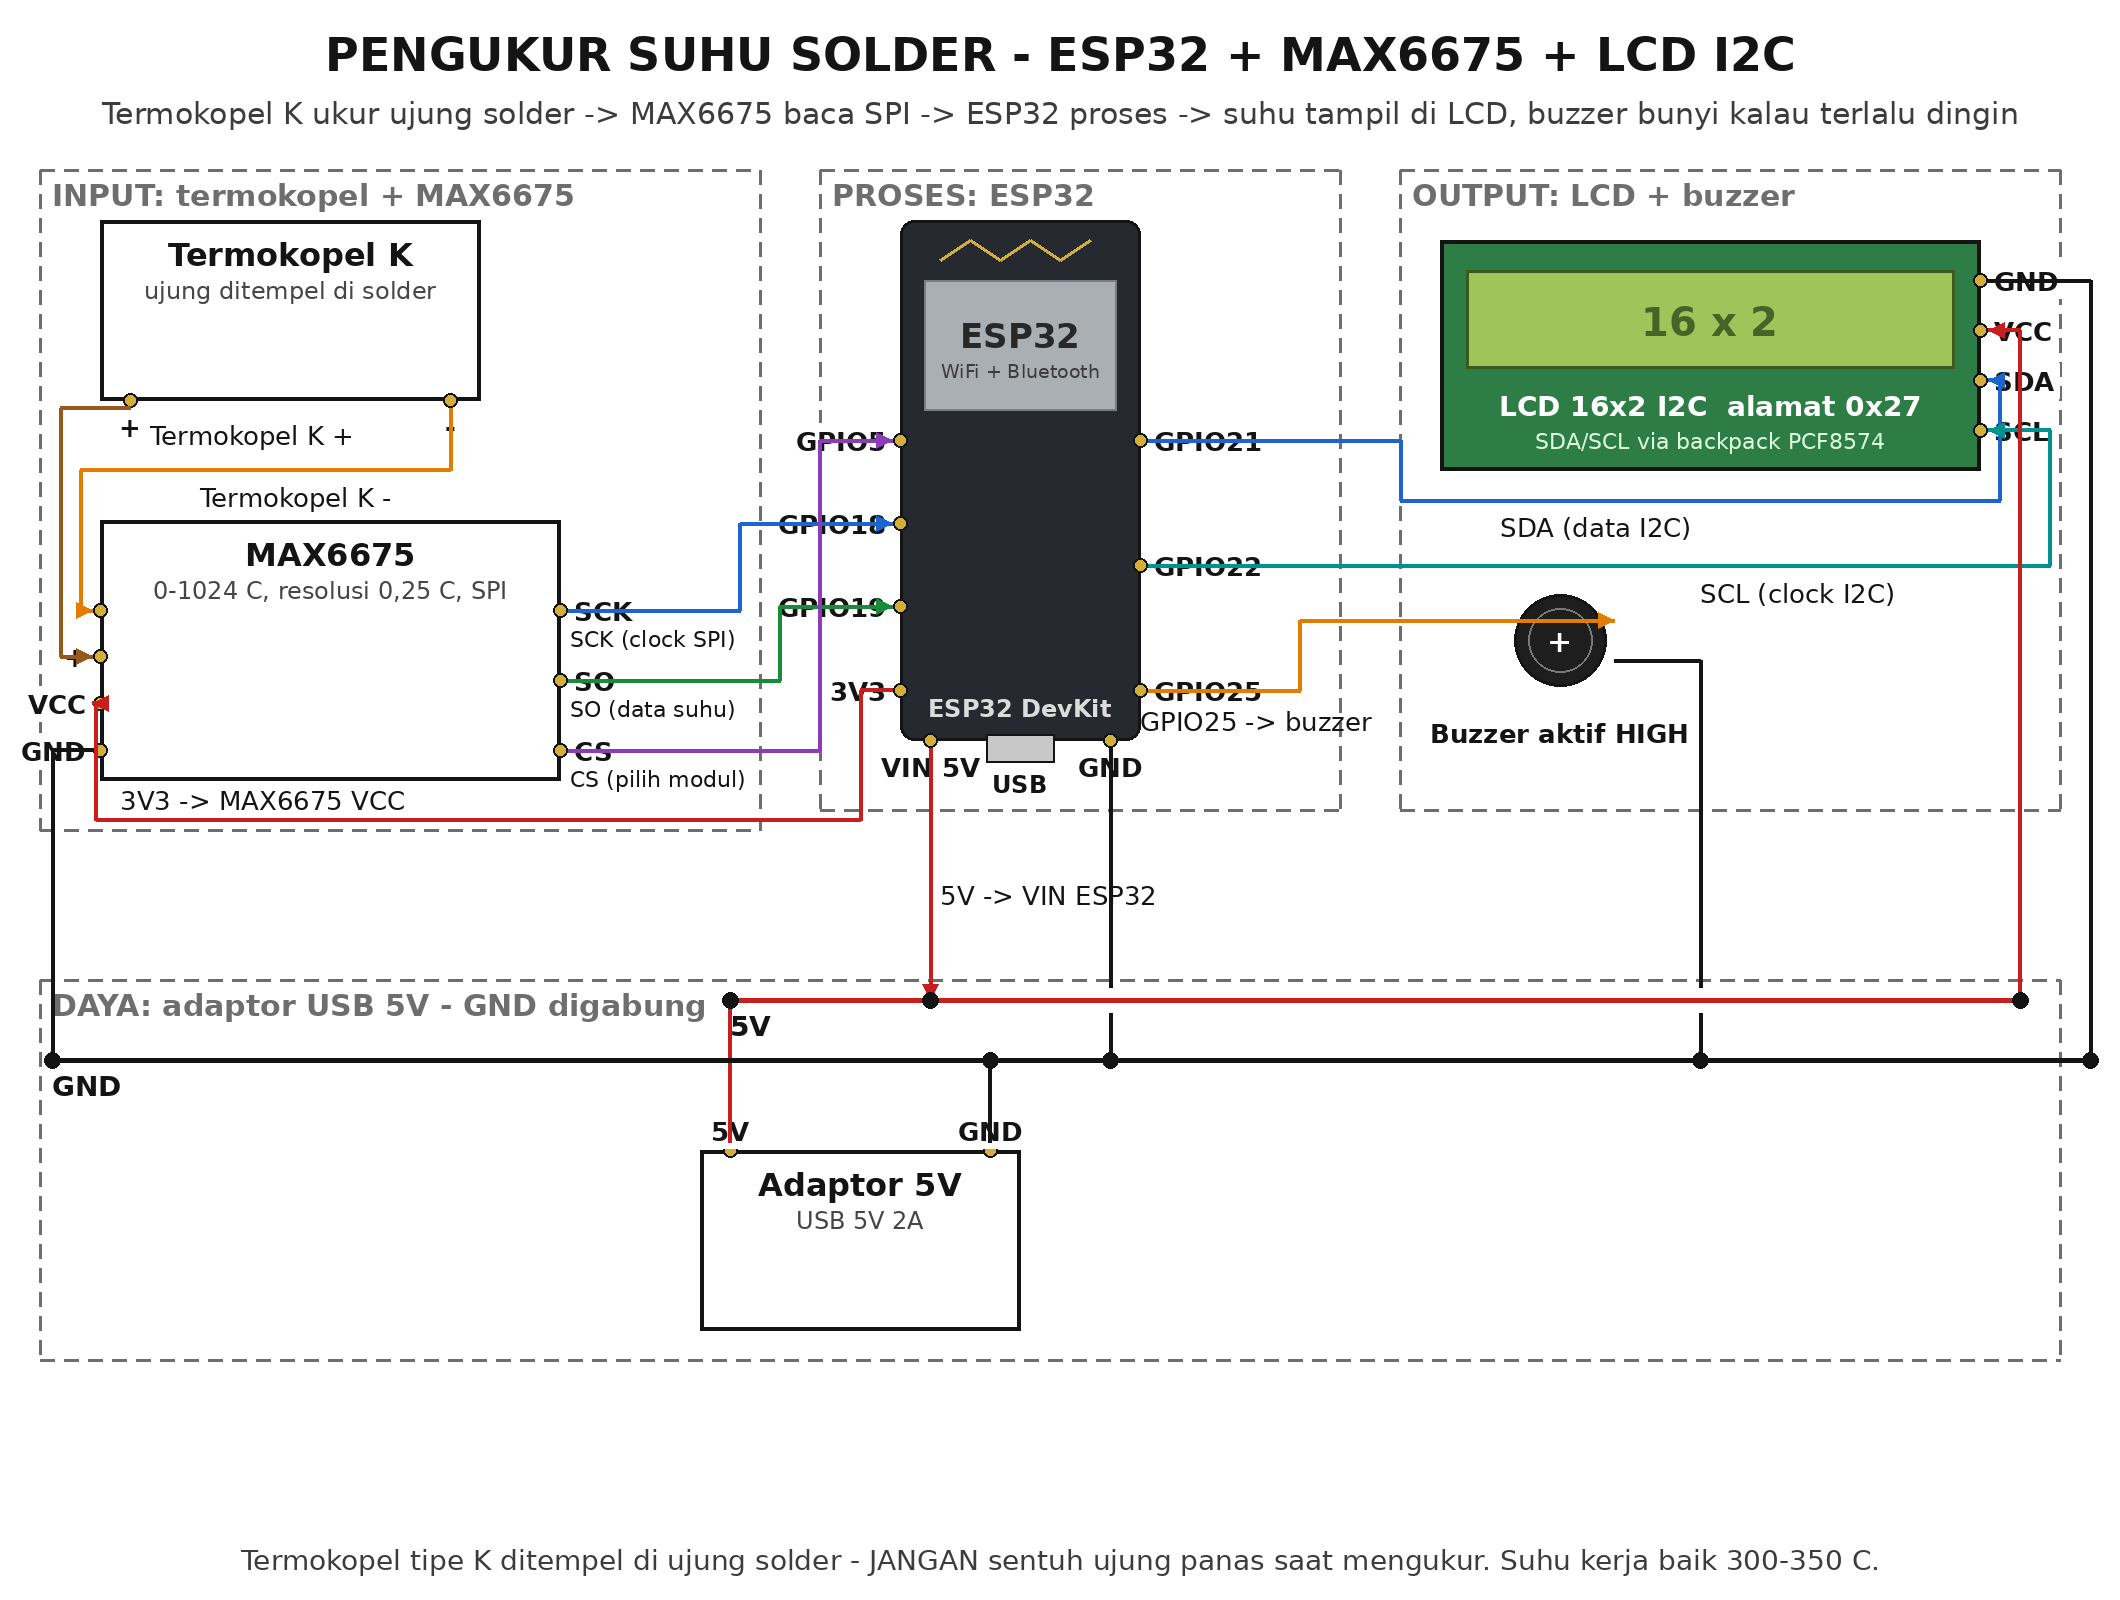 PENGUKUR SUHU SOLDER - ESP32 + MAX6675 + LCD I2C
Termokopel K ukur ujung solder -> MAX6675 baca SPI -> ESP32 proses -> suhu tampil di LCD, buzzer bunyi kalau terlalu dingin
INPUT: termokopel + MAX6675
Termokopel K
ujung ditempel di solder
+
-
Termokopel K +
Termokopel K -
MAX6675
0-1024 C, resolusi 0,25 C, SPI
+
VCC
GND
SCK
SCK (clock SPI)
SO
SO (data suhu)
CS
CS (pilih modul)
3V3 -> MAX6675 VCC
PROSES: ESP32
ESP32
WiFi + Bluetooth
GPIO5
GPIO18
GPIO19
3V3
GPIO21
GPIO22
GPIO25
ESP32 DevKit
GPIO25 -> buzzer
VIN 5V
USB
GND
5V -> VIN ESP32
OUTPUT: LCD + buzzer
16 x 2
LCD 16x2 I2C alamat 0x27
SDA/SCL via backpack PCF8574
GND
VCC
SDA
SCL
SDA (data I2C)
SCL (clock I2C)
+
Buzzer aktif HIGH
DAYA: adaptor USB 5V - GND digabung
5V
GND
5V
GND
Adaptor 5V
USB 5V 2A
Termokopel tipe K ditempel di ujung solder - JANGAN sentuh ujung panas saat mengukur. Suhu kerja baik 300-350 C.